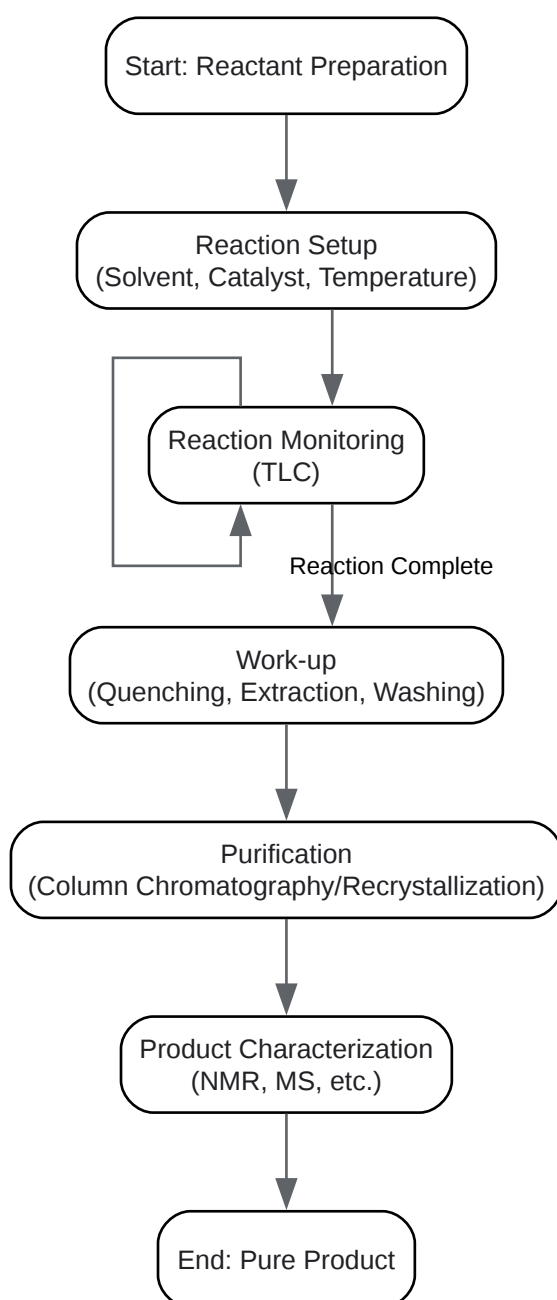 Start: Reactant Preparation
Reaction Setup
(Solvent, Catalyst, Temperature)
Reaction Monitoring
(TLC)
Reaction Complete
Work-up
(Quenching, Extraction, Washing)
Purification
(Column Chromatography/Recrystallization)
Product Characterization
(NMR, MS, etc.)
End: Pure Product